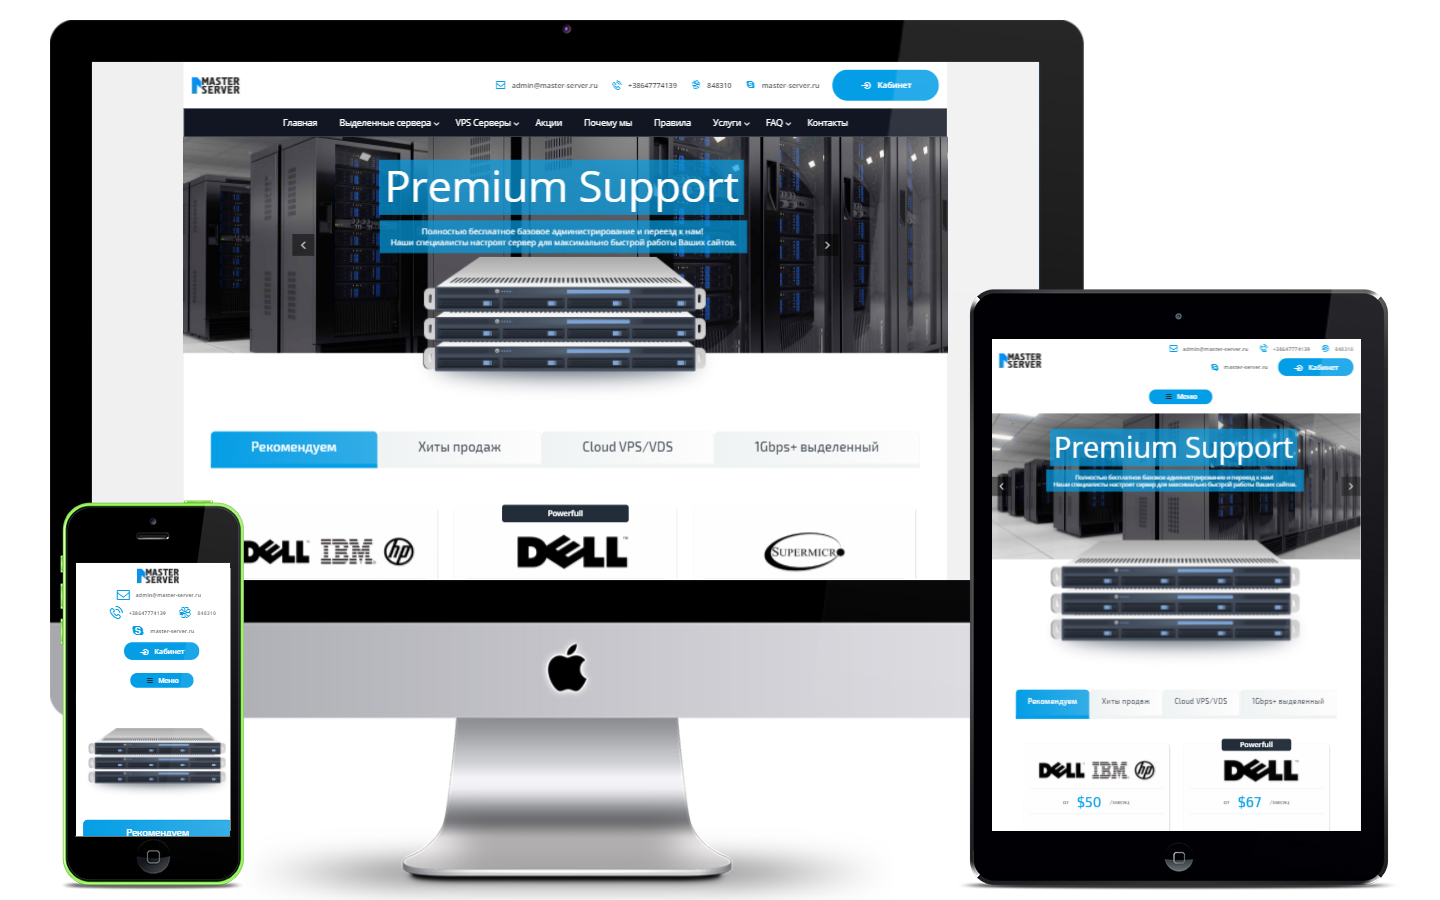 MASTER
SERVER
admin@master-server.ru
+38647774139
848310
master-server.ru
Кабинет
Главная
Выделенные сервера
VPS Серверы
Акции
Почему мы
Правила
Услуги
FAQ
Контакты
Premium Support
Полностью бесплатное базовое администрирование и переезд к нам!
Наши специалисты настроят сервер для максимально быстрой работы Ваших сайтов.
Рекомендуем
Хиты продаж
Cloud VPS/VDS
1Gbps+ выделенный
Powerfull
DELL
IBM
hp
DELL
SUPERMICRO
MASTER
SERVER
admin@master-server.ru
+38647774139
848310
master-server.ru
Кабинет
Меню
Рекомендуем
MASTER
SERVER
admin@master-server.ru
+38647774139
848310
master-server.ru
Кабинет
Меню
Premium Support
Полностью бесплатное базовое администрирование и переезд к нам!
Наши специалисты настроят сервер для максимально быстрой работы Ваших сайтов.
Рекомендуем
Хиты продаж
Cloud VPS/VDS
1Gbps+ выделенный
DELL
IBM
hp
от $50 /месяц
Powerfull
DELL
от $67 /месяц